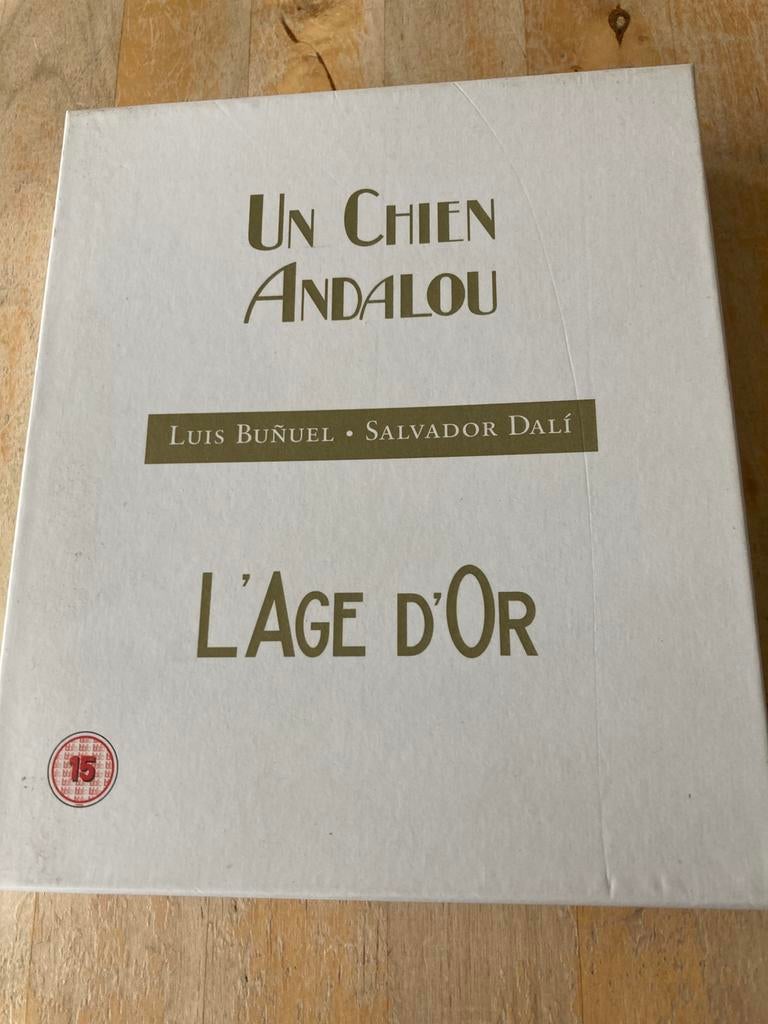 UN CHIEN
ANDALOU
LUIS BUÑUEL • SALVADOR DALÍ
L'AGE D'OR
15